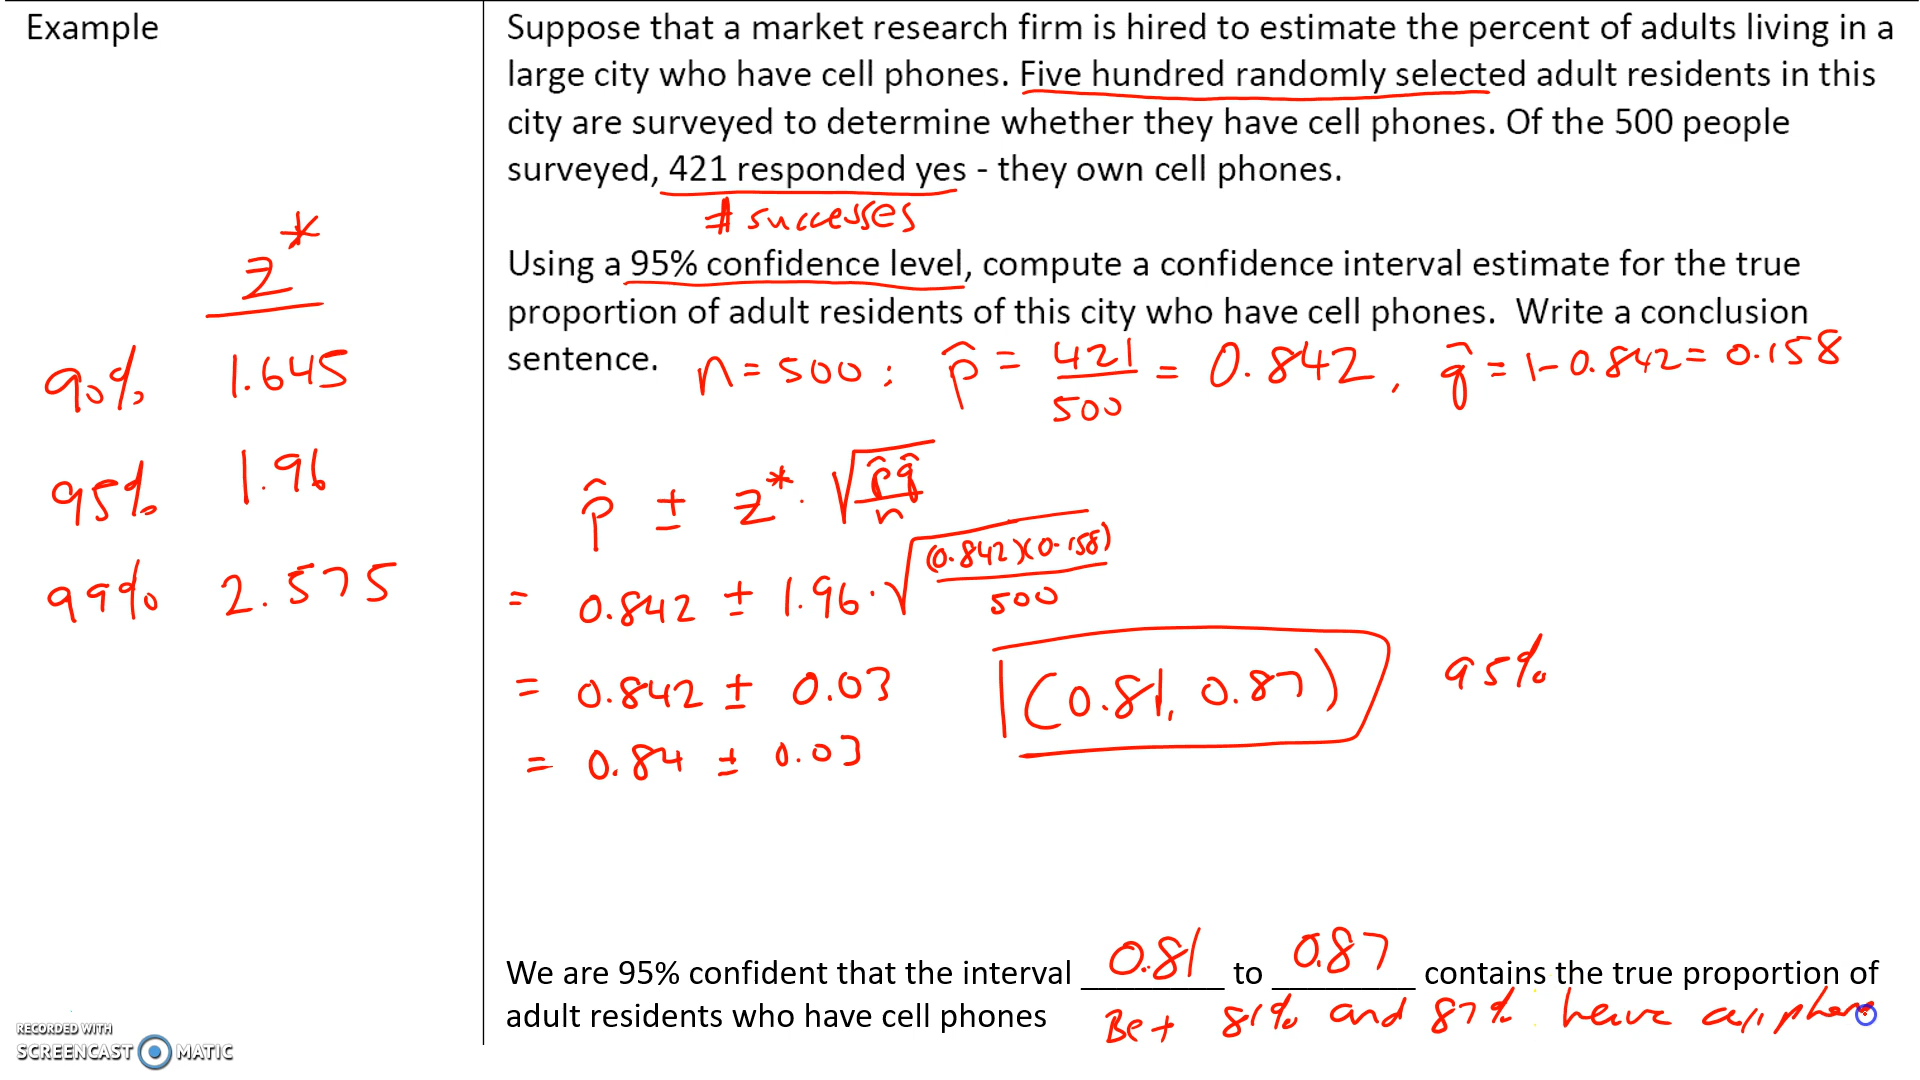 Example
Suppose that a market research firm is hired to estimate the percent of adults living in a
large city who have cell phones. Five hundred randomly selected adult residents in this
city are surveyed to determine whether they have cell phones. Of the 500 people
surveyed, 421 responded yes - they own cell phones.
# successes
Using a 95% confidence level, compute a confidence interval estimate for the true
proportion of adult residents of this city who have cell phones.  Write a conclusion
sentence. n = 500 ; p̂ = 421/500 = 0.842, q̂ = 1 - 0.842 = 0.158
z*
90% 1.645
95% 1.96
99% 2.575
p̂ ± z* · √(p̂q̂/n)
= 0.842 ± 1.96 · √((0.842)(0.158)/500)
= 0.842 ± 0.03 (0.81, 0.87) 95%
= 0.84 ± 0.03
We are 95% confident that the interval 0.81 to 0.87 contains the true proportion of
adult residents who have cell phones Bet 81% and 87% have cell phone
RECORDED WITH
SCREENCAST MATIC